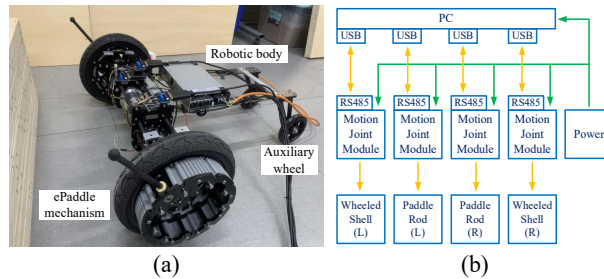 (a)
Robotic body
Auxiliary
wheel
ePaddle
mechanism
(b)
PC
USB USB USB USB
RS485 RS485 RS485 RS485
Motion
Joint
Module
Motion
Joint
Module
Motion
Joint
Module
Motion
Joint
Module
Power
Wheeled
Shell
(L)
Paddle
Rod
(L)
Paddle
Rod
(R)
Wheeled
Shell
(R)